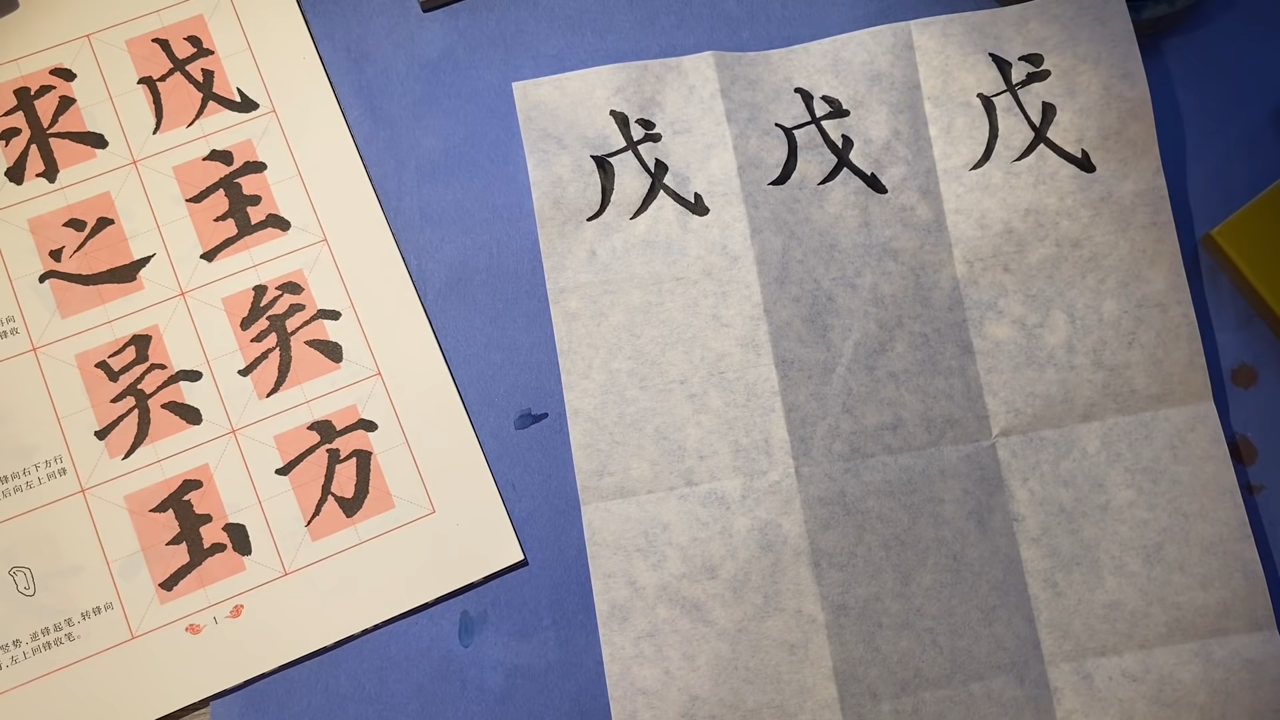 戊主矣方
求之吴玉
向
锋收
锋向右下方行
后向左上回锋
竖势,逆锋起笔,转锋向
左上回锋收笔。
1
戊 戊 戊